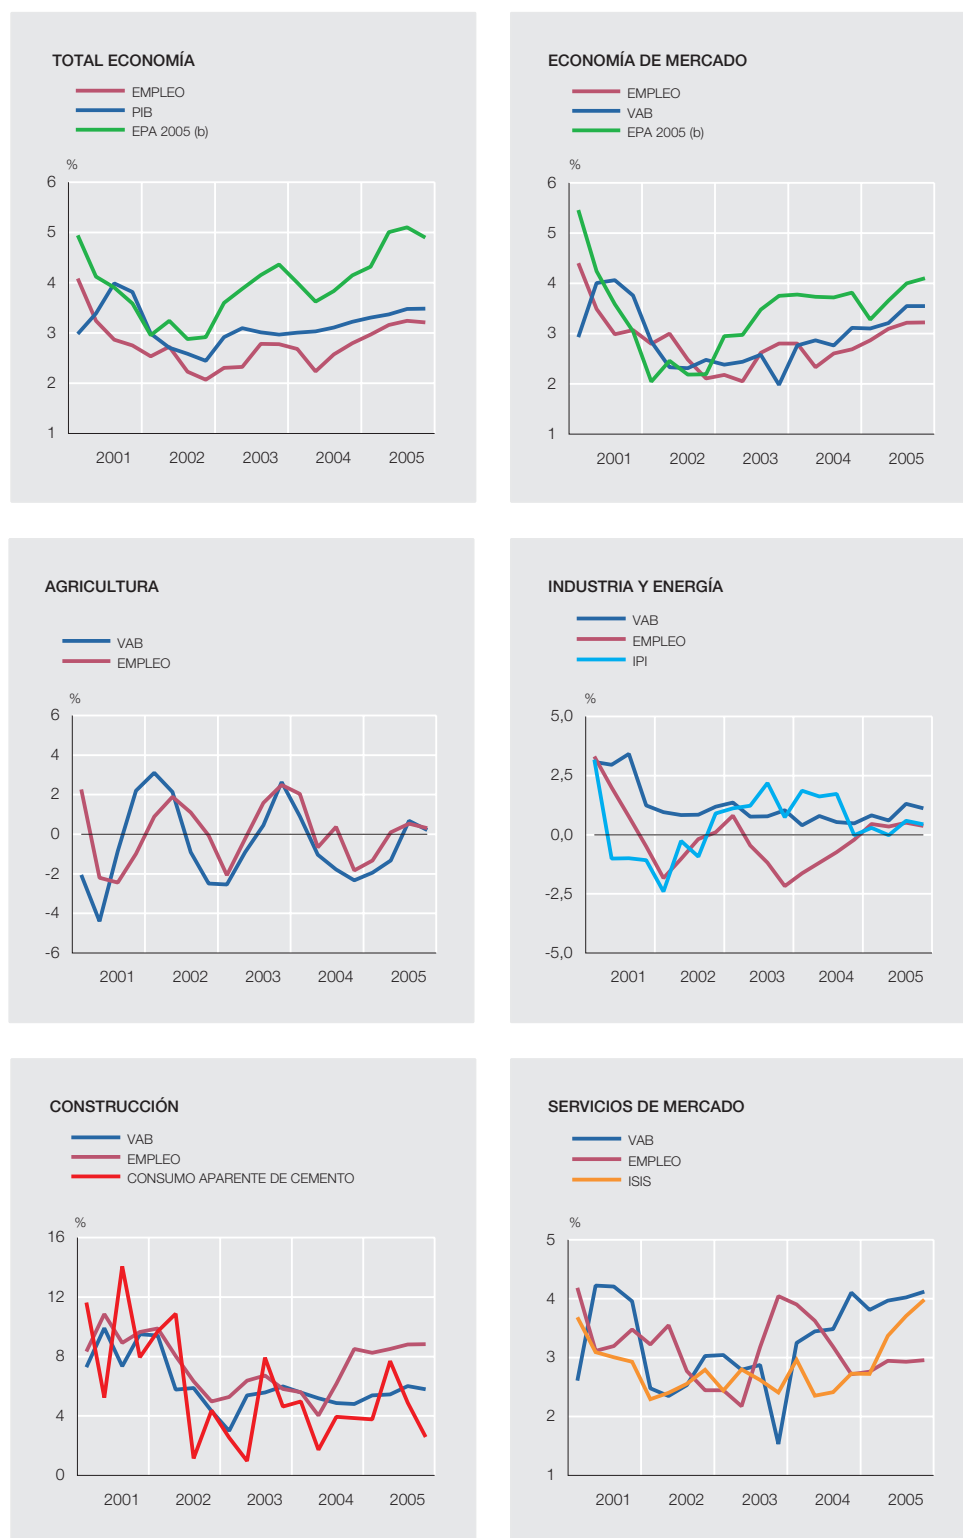 TOTAL ECONOMÍA
EMPLEO
PIB
EPA 2005 (b)
%
6
5
4
3
2
1
2001 2002 2003 2004 2005
ECONOMÍA DE MERCADO
EMPLEO
VAB
EPA 2005 (b)
%
6
5
4
3
2
1
2001 2002 2003 2004 2005
AGRICULTURA
VAB
EMPLEO
%
6
4
2
0
-2
-4
-6
2001 2002 2003 2004 2005
INDUSTRIA Y ENERGÍA
VAB
EMPLEO
IPI
%
5,0
2,5
0,0
-2,5
-5,0
2001 2002 2003 2004 2005
CONSTRUCCIÓN
VAB
EMPLEO
CONSUMO APARENTE DE CEMENTO
%
16
12
8
4
0
2001 2002 2003 2004 2005
SERVICIOS DE MERCADO
VAB
EMPLEO
ISIS
%
5
4
3
2
1
2001 2002 2003 2004 2005